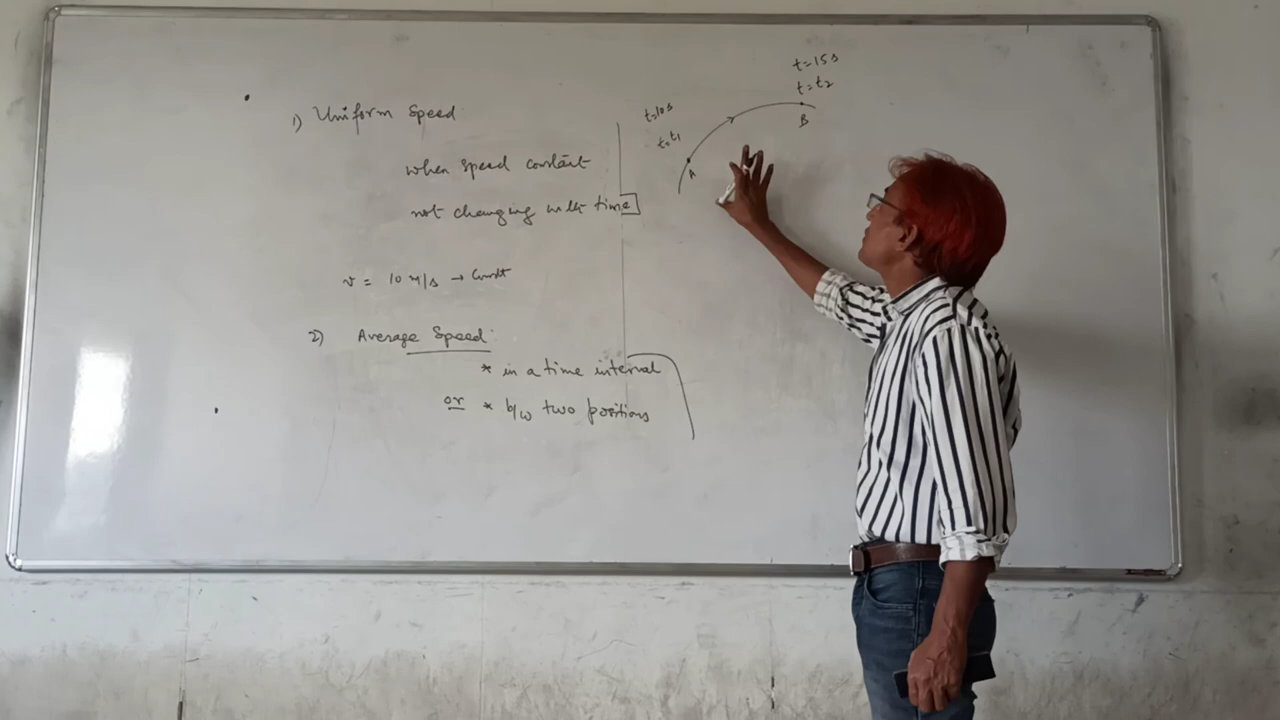 1) Uniform Speed
when speed constant
not changing with time
v = 10 m/s → Const
2) Average Speed:
* in a time interval
or * b/w two positions
t=10s
t=t1
A
t=15s
t=t2
B